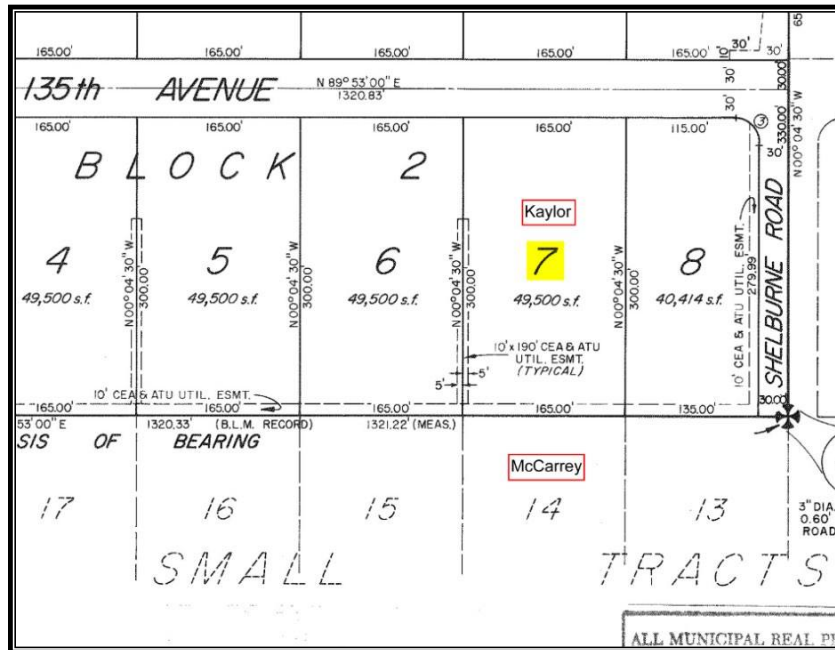 165.00' 165.00' 165.00' 165.00' 165.00' 10' 30' 30' 65
135th AVENUE N 89° 53' 00" E 30' 30.00'
1320.83'
30' ③
165.00' 165.00' 165.00' 165.00' 115.00' 30' 330.00'
N 00° 04' 30" W
BLOCK 2
Kaylor
4 5 6 7 8
49,500 s.f. 49,500 s.f. 49,500 s.f. 49,500 s.f. 40,414 s.f.
N 00° 04' 30" W 300.00' N 00° 04' 30" W 300.00' N 00° 04' 30" W 300.00' N 00° 04' 30" W 300.00'
10' CEA & ATU UTIL. ESMT.
279.99'
SHELBURNE ROAD
10' x 190' CEA & ATU
UTIL. ESMT.
(TYPICAL)
5' 5'
10' CEA & ATU UTIL. ESMT.
165.00' 165.00' 165.00' 165.00' 135.00' 30.00'
53' 00" E 1320.33' (B.L.M. RECORD) 1321.22' (MEAS.)
SIS OF BEARING
McCarrey
17 16 15 14 13
3" DIA.
0.60'
ROAD
SMALL TRACTS
ALL MUNICIPAL REAL